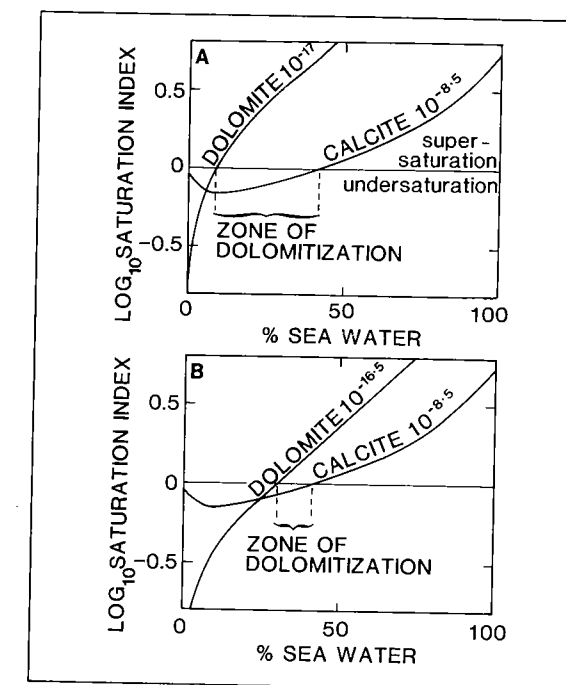 A
LOG₁₀SATURATION INDEX
0.5
0
−0.5
DOLOMITE 10⁻¹⁷
CALCITE 10⁻⁸·⁵
super-
saturation
undersaturation
ZONE OF
DOLOMITIZATION
0
50
100
% SEA WATER
B
LOG₁₀SATURATION INDEX
0.5
0
−0.5
DOLOMITE 10⁻¹⁶·⁵
CALCITE 10⁻⁸·⁵
ZONE OF
DOLOMITIZATION
0
50
100
% SEA WATER